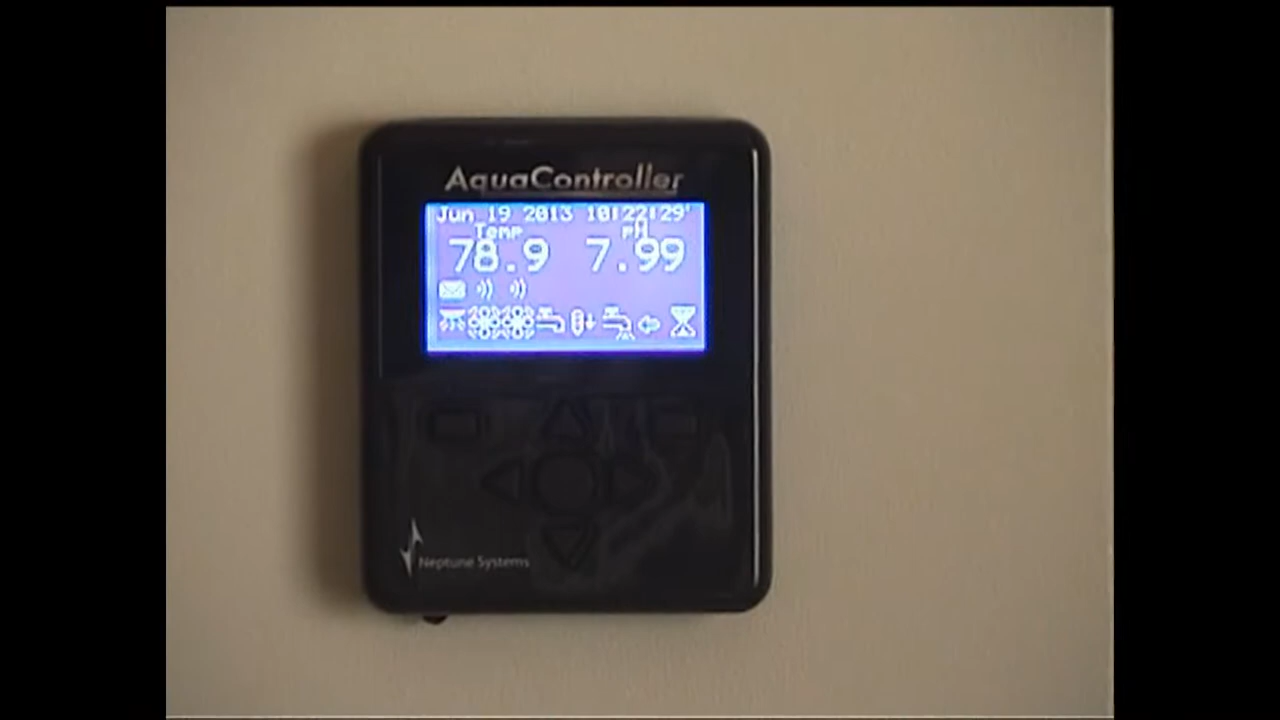 AquaController
Jun 19 2013 10:22:29
Temp pH
78.9 7.99
Neptune Systems